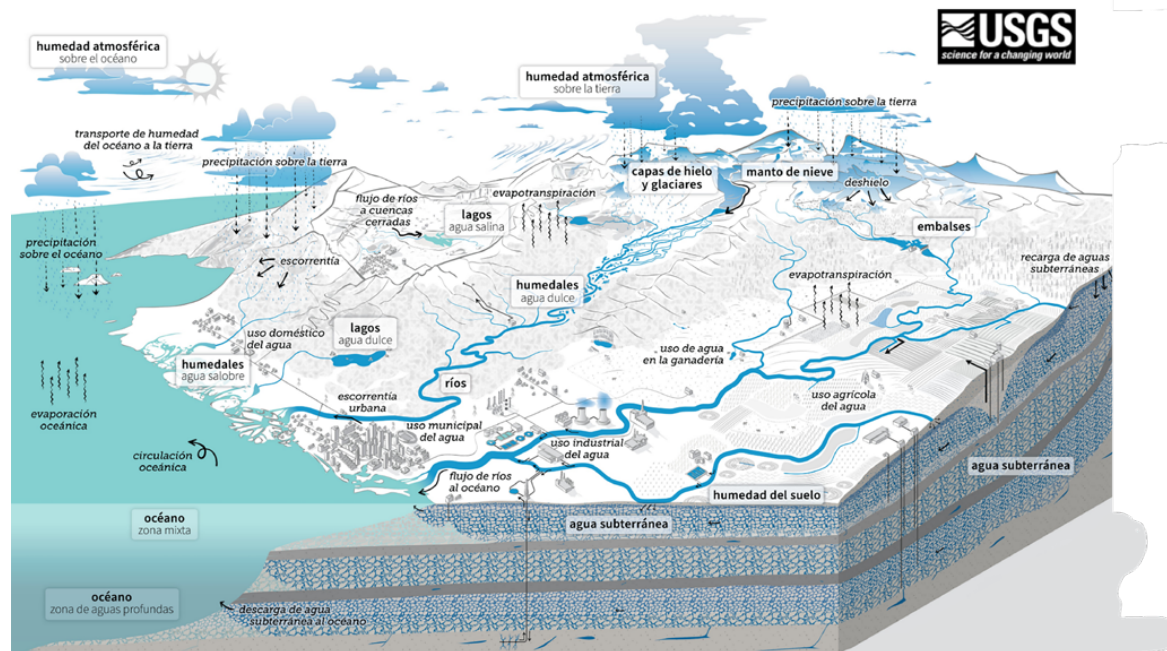 USGS
science for a changing world
humedad atmosférica
sobre el océano
humedad atmosférica
sobre la tierra
precipitación sobre la tierra
transporte de humedad
del océano a la tierra
precipitación sobre la tierra
capas de hielo
y glaciares
manto de nieve
deshielo
evapotranspiración
flujo de ríos
a cuencas
cerradas
lagos
agua salina
embalses
precipitación
sobre el océano
escorrentía
recarga de aguas
subterráneas
evapotranspiración
humedales
agua dulce
uso doméstico
del agua
lagos
agua dulce
uso de agua
en la ganadería
humedales
agua salobre
ríos
evaporación
oceánica
escorrentía
urbana
uso municipal
del agua
uso agrícola
del agua
uso industrial
del agua
circulación
oceánica
flujo de ríos
al océano
agua subterránea
humedad del suelo
océano
zona mixta
agua subterránea
océano
zona de aguas profundas
descarga de agua
subterránea al océano